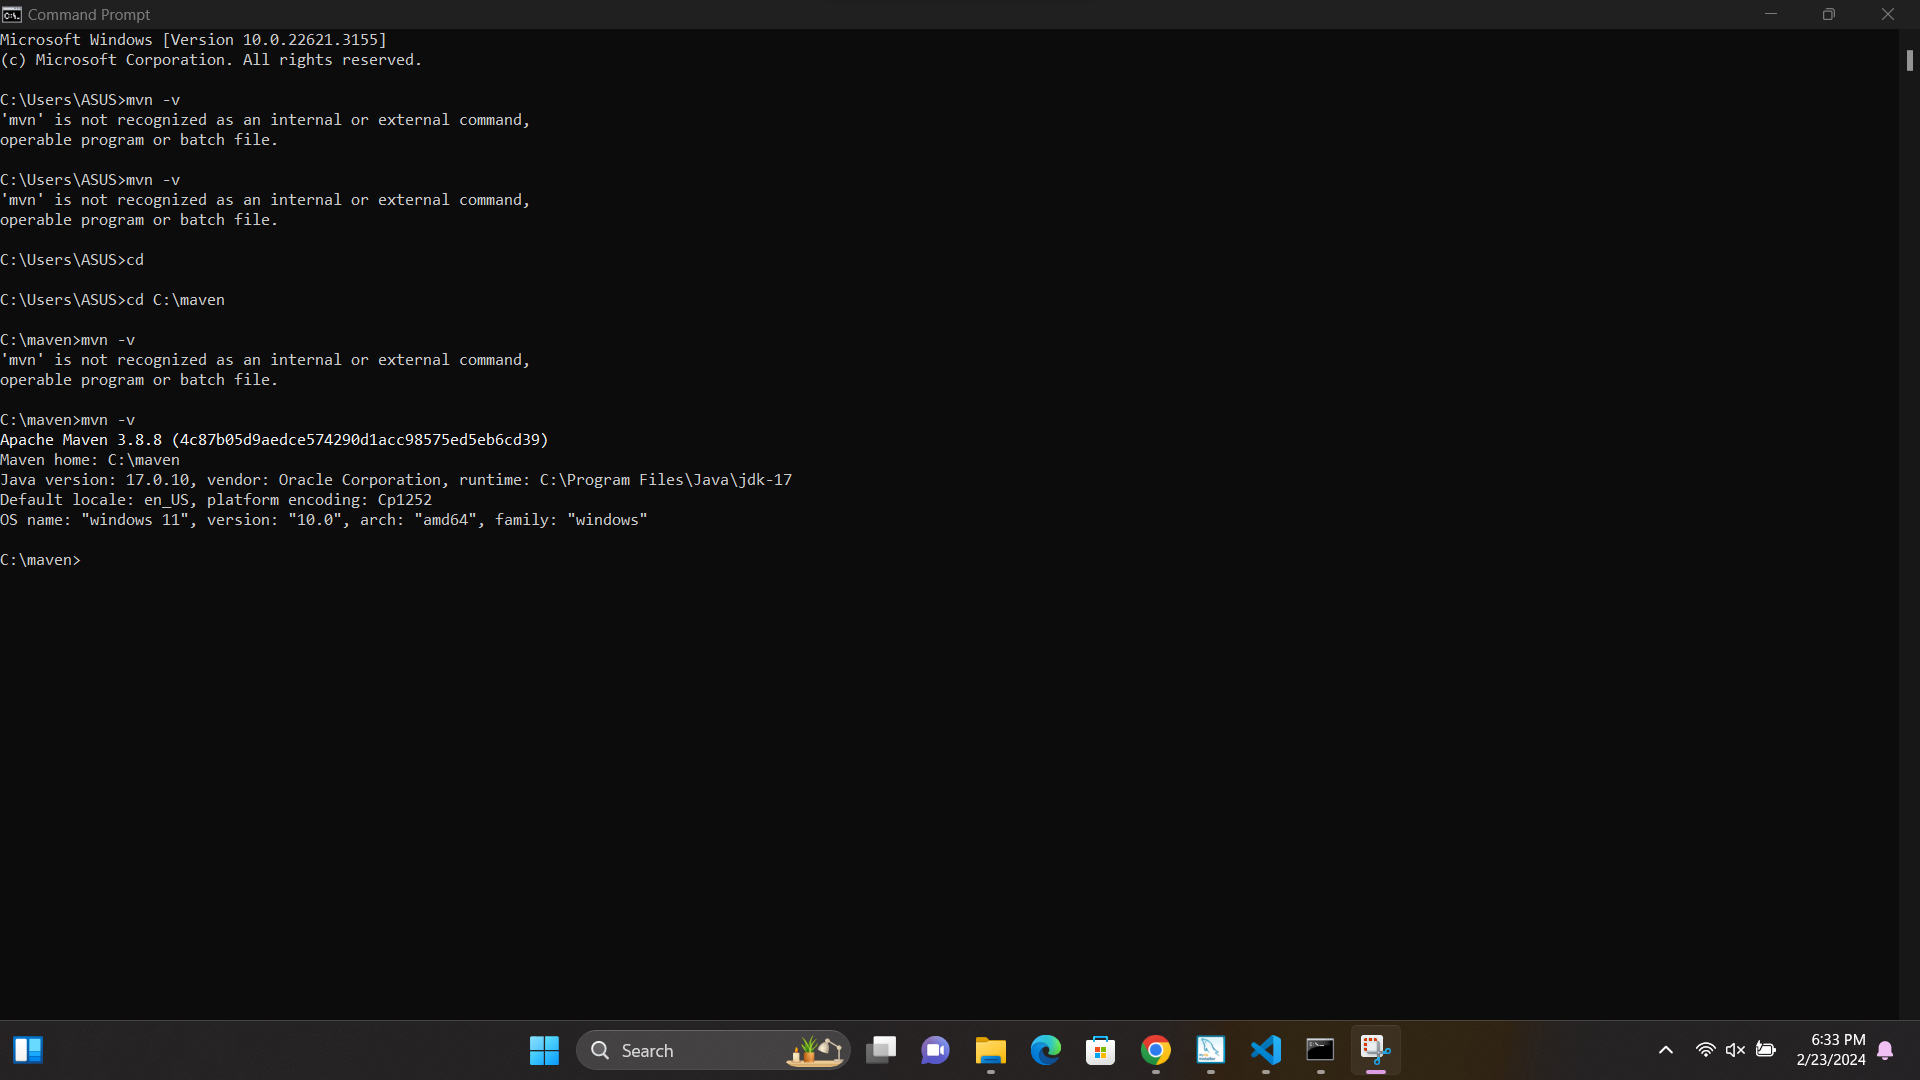 Command Prompt
Microsoft Windows [Version 10.0.22621.3155]
(c) Microsoft Corporation. All rights reserved.
C:\Users\ASUS>mvn -v
'mvn' is not recognized as an internal or external command,
operable program or batch file.
C:\Users\ASUS>mvn -v
'mvn' is not recognized as an internal or external command,
operable program or batch file.
C:\Users\ASUS>cd
C:\Users\ASUS>cd C:\maven
C:\maven>mvn -v
'mvn' is not recognized as an internal or external command,
operable program or batch file.
C:\maven>mvn -v
Apache Maven 3.8.8 (4c87b05d9aedce574290d1acc98575ed5eb6cd39)
Maven home: C:\maven
Java version: 17.0.10, vendor: Oracle Corporation, runtime: C:\Program Files\Java\jdk-17
Default locale: en_US, platform encoding: Cp1252
OS name: "windows 11", version: "10.0", arch: "amd64", family: "windows"
C:\maven>
Search
6:33 PM
2/23/2024